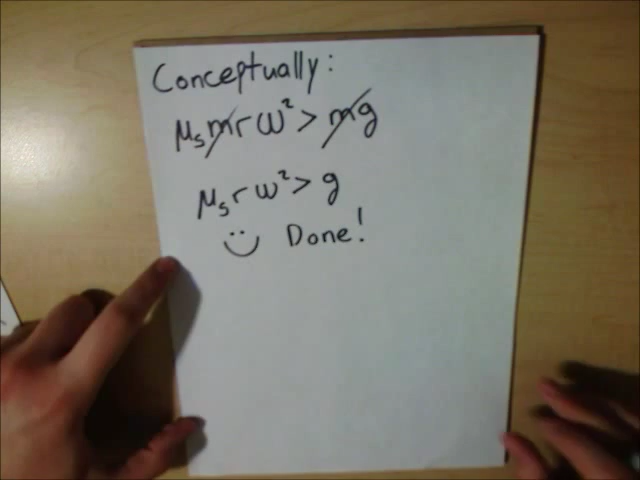 Conceptually:
μₛmrω² > mg
μₛrω² > g
Done!